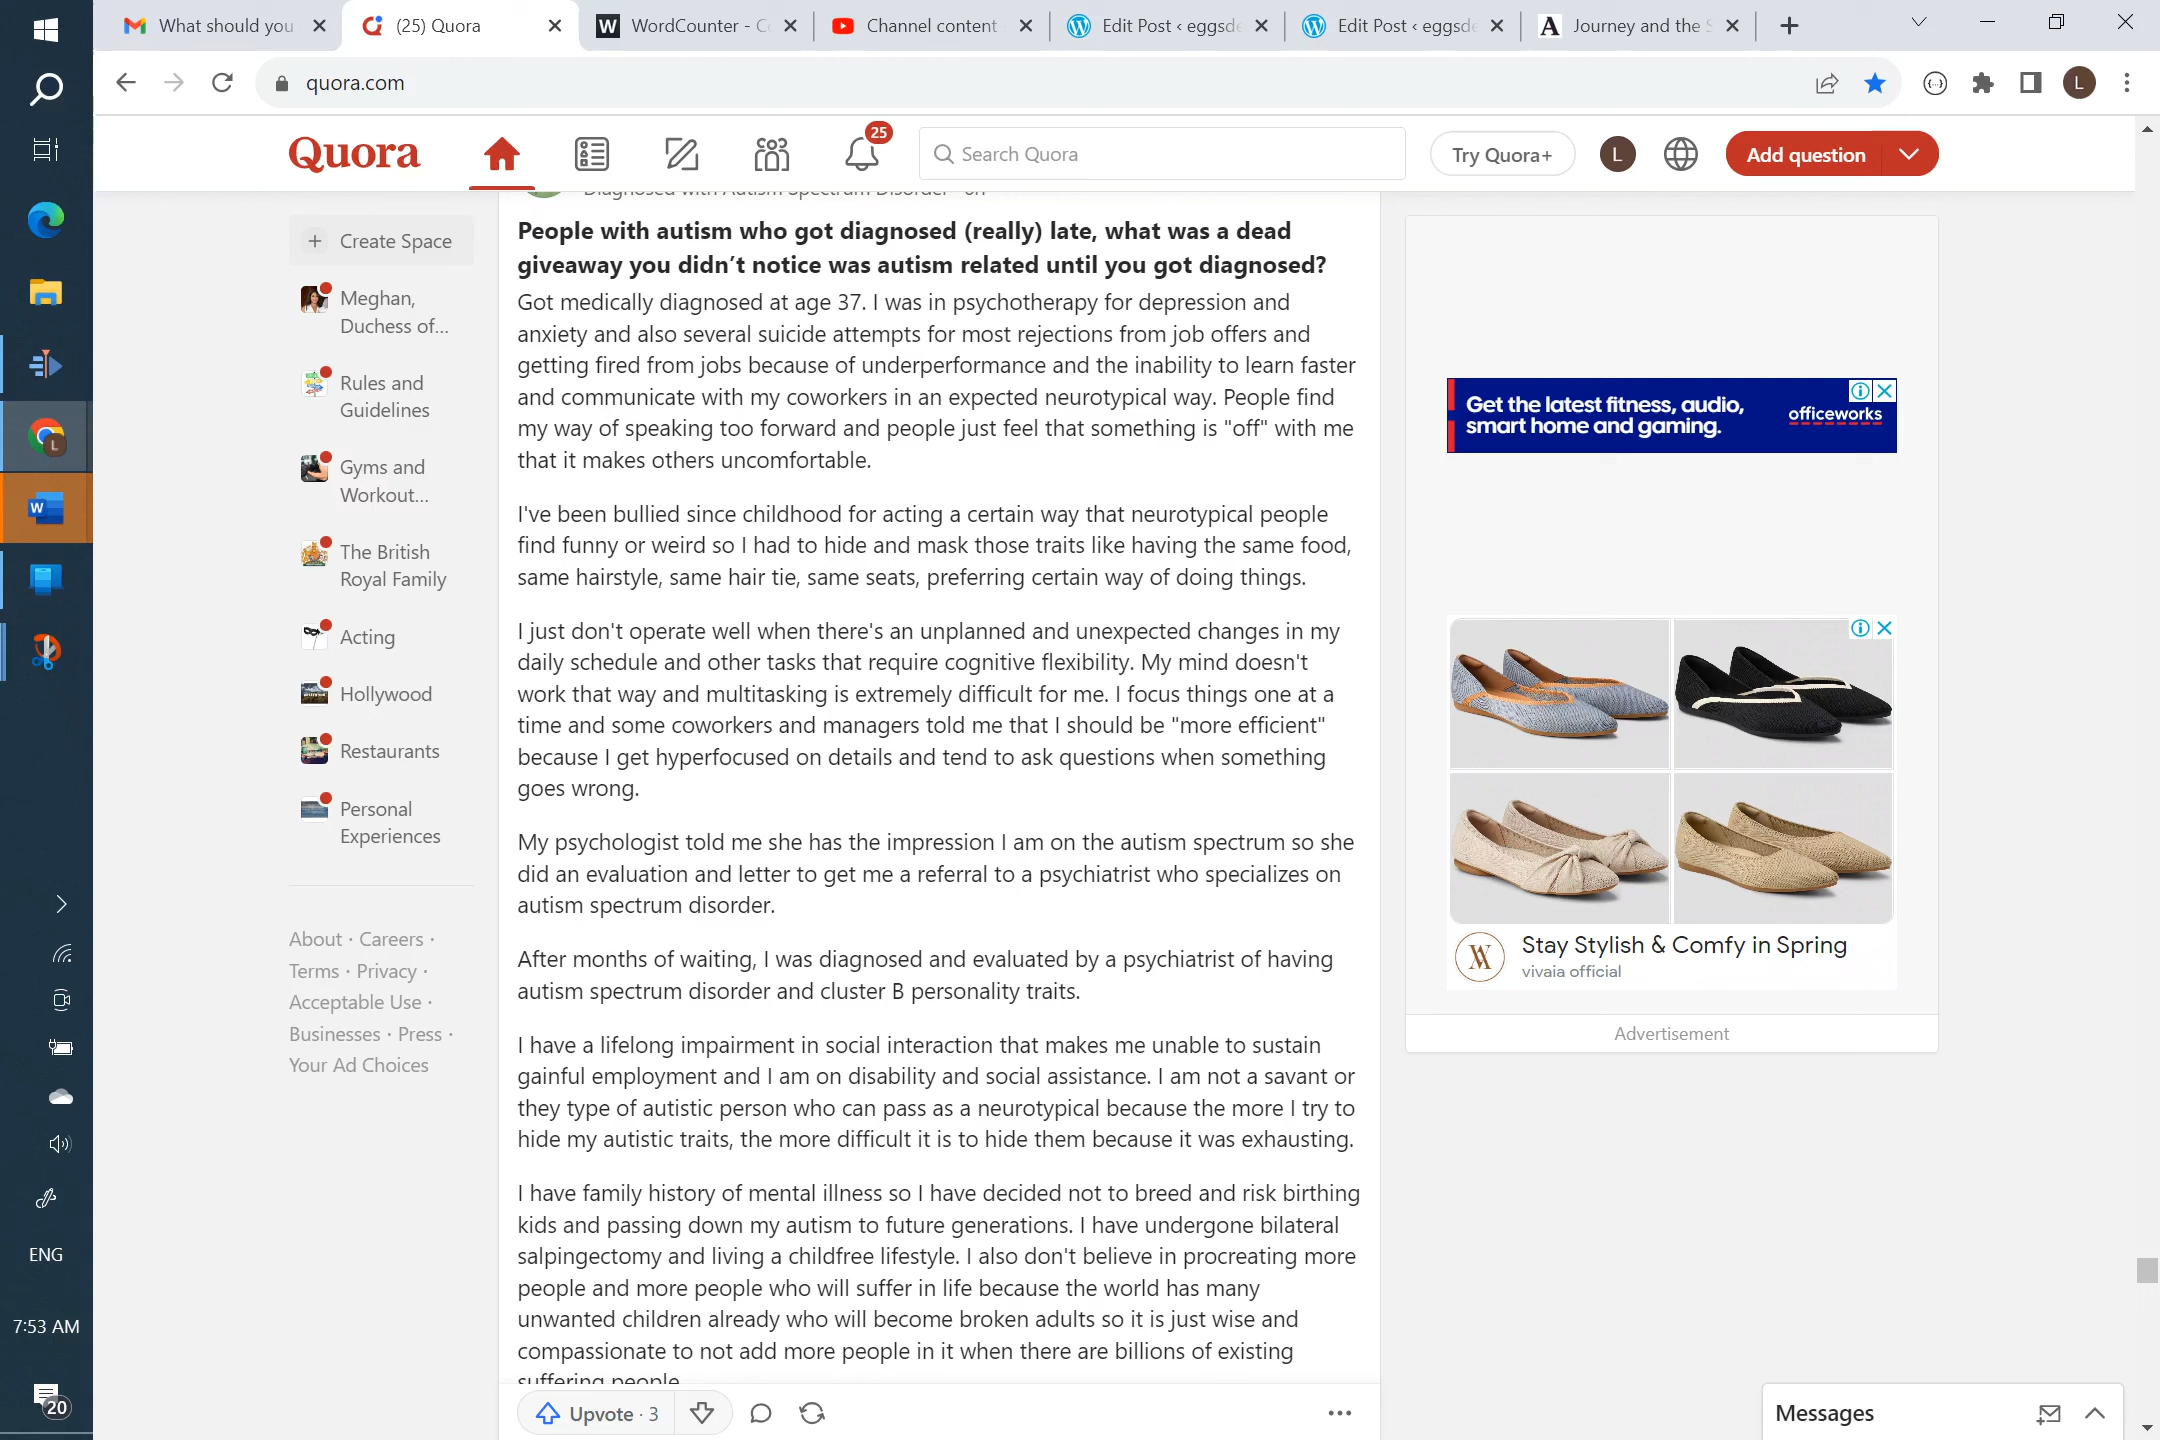 What should you
(25) Quora
WordCounter - Co
Channel content
Edit Post ‹ eggsde
Edit Post ‹ eggsde
Journey and the S
quora.com
L
Quora
25
Search Quora
Try Quora+
L
Add question
Diagnosed with Autism Spectrum Disorder · 6h
Create Space
Meghan,
Duchess of...
Rules and
Guidelines
Gyms and
Workout...
The British
Royal Family
Acting
Hollywood
Restaurants
Personal
Experiences
About · Careers ·
Terms · Privacy ·
Acceptable Use ·
Businesses · Press ·
Your Ad Choices
People with autism who got diagnosed (really) late, what was a dead
giveaway you didn’t notice was autism related until you got diagnosed?
Got medically diagnosed at age 37. I was in psychotherapy for depression and
anxiety and also several suicide attempts for most rejections from job offers and
getting fired from jobs because of underperformance and the inability to learn faster
and communicate with my coworkers in an expected neurotypical way. People find
my way of speaking too forward and people just feel that something is "off" with me
that it makes others uncomfortable.
I've been bullied since childhood for acting a certain way that neurotypical people
find funny or weird so I had to hide and mask those traits like having the same food,
same hairstyle, same hair tie, same seats, preferring certain way of doing things.
I just don't operate well when there's an unplanned and unexpected changes in my
daily schedule and other tasks that require cognitive flexibility. My mind doesn't
work that way and multitasking is extremely difficult for me. I focus things one at a
time and some coworkers and managers told me that I should be "more efficient"
because I get hyperfocused on details and tend to ask questions when something
goes wrong.
My psychologist told me she has the impression I am on the autism spectrum so she
did an evaluation and letter to get me a referral to a psychiatrist who specializes on
autism spectrum disorder.
After months of waiting, I was diagnosed and evaluated by a psychiatrist of having
autism spectrum disorder and cluster B personality traits.
I have a lifelong impairment in social interaction that makes me unable to sustain
gainful employment and I am on disability and social assistance. I am not a savant or
they type of autistic person who can pass as a neurotypical because the more I try to
hide my autistic traits, the more difficult it is to hide them because it was exhausting.
I have family history of mental illness so I have decided not to breed and risk birthing
kids and passing down my autism to future generations. I have undergone bilateral
salpingectomy and living a childfree lifestyle. I also don't believe in procreating more
people and more people who will suffer in life because the world has many
unwanted children already who will become broken adults so it is just wise and
compassionate to not add more people in it when there are billions of existing
suffering people
Upvote · 3
Get the latest fitness, audio,
smart home and gaming.
officeworks
Stay Stylish & Comfy in Spring
vivaia official
Advertisement
Messages
ENG
7:53 AM
20